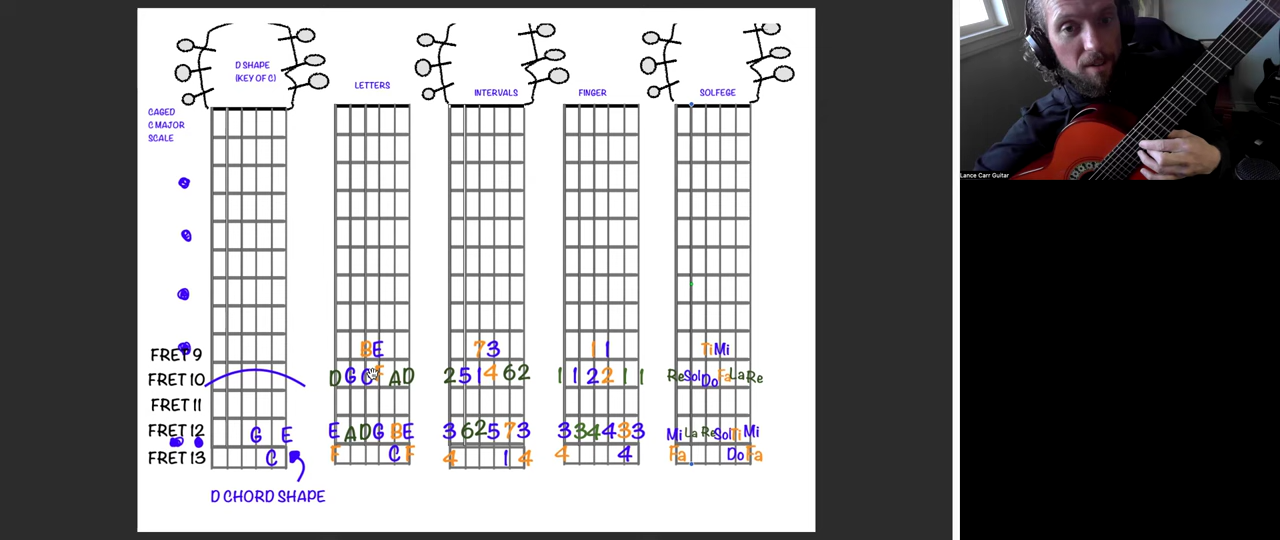 D SHAPE
(KEY OF C)
LETTERS
INTERVALS
FINGER
SOLFEGE
CAGED
C MAJOR
SCALE
Lance Carr Guitar
FRET 9
B E
7 3
1 1
Ti Mi
FRET 10
D G C F A D
2 5 1 4 6 2
1 1 2 2 1 1
Re Sol Do Fa La Re
FRET 11
FRET 12
G E
E A D G B E
3 6 2 5 7 3
3 3 4 4 3 3
Mi La Re Sol Ti Mi
FRET 13
C
F C F
4 1 4
4 4
Fa Do Fa
D CHORD SHAPE